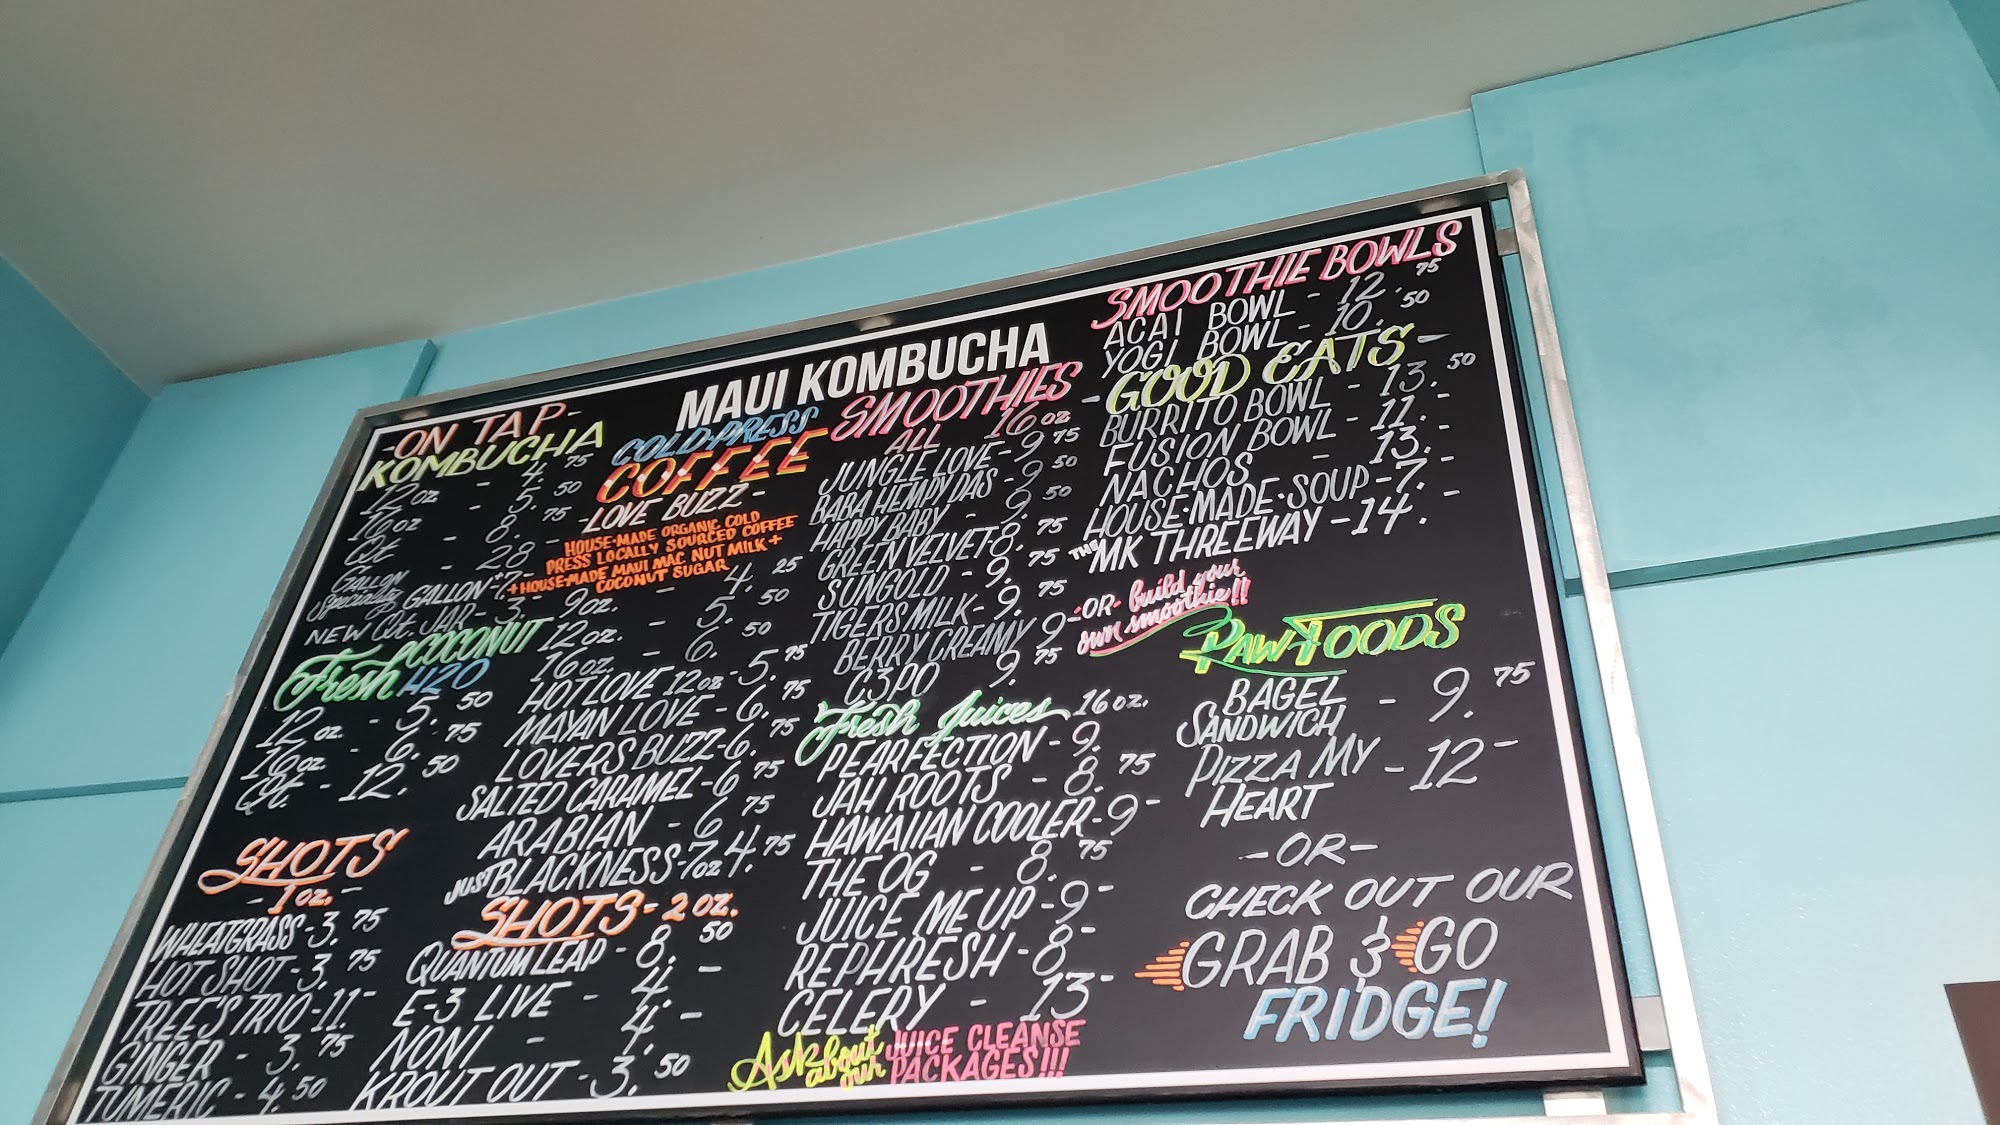 MAUI KOMBUCHA
-ON TAP-
KOMBUCHA
12oz - 4.75
16oz - 5.50
Qt. - 8.75
GALLON - 28-
Specialty GALLON +7-
NEW Qt. JAR - 3.-
Fresh COCONUT
H2O
12oz - 5.50
16oz - 6.75
Qt. - 12.50
SHOTS
- 1oz. -
WHEATGRASS - 3.75
HOT SHOT - 3.75
TREE'S TRIO - 11.-
GINGER - 3.75
TUMERIC - 4.50
COLD-PRESS
COFFEE
-LOVE BUZZ-
HOUSE-MADE ORGANIC COLD
PRESS LOCALLY SOURCED COFFEE
+HOUSE-MADE MAUI MAC NUT MILK+
COCONUT SUGAR
9oz. - 4.25
12oz. - 5.50
16oz. - 6.50
HOT LOVE 12oz - 5.75
MAYAN LOVE - 6.75
LOVERS BUZZ - 6.75
SALTED CARAMEL - 6.75
ARABIAN - 6.75
JUST BLACKNESS - 7oz 4.75
SHOTS - 2 OZ.
QUANTUM LEAP - 8.50
E-3 LIVE - 4.-
NONI - 4.-
KROUT OUT - 3.50
SMOOTHIES
ALL 16oz
JUNGLE LOVE - 9.75
BABA HEMPY DAS - 9.50
HAPPY BABY - 9.50
GREEN VELVET - 8.75
SUNGOLD - 9.75
TIGERS MILK - 9.75
BERRY CREAMY 9.-
C3PO 9.75
-OR- build your
own smoothie!!
Fresh Juices 16oz.
PEARFECTION - 9.-
JAH ROOTS - 8.75
HAWAIIAN COOLER - 9-
THE OG - 8.75
JUICE ME UP - 9-
REPHRESH - 8-
CELERY - 13-
Ask about our JUICE CLEANSE
PACKAGES!!!
SMOOTHIE BOWLS
ACAI BOWL - 12.75
YOGI BOWL - 10.50
-GOOD EATS-
BURRITO BOWL - 13.50
FUSION BOWL - 11.-
NACHOS - 13.-
HOUSE-MADE-SOUP - 7.-
THE MK THREEWAY - 14.-
RAW FOODS
BAGEL
SANDWICH - 9.75
PIZZA MY
HEART - 12-
-OR-
CHECK OUT OUR
GRAB & GO
FRIDGE!